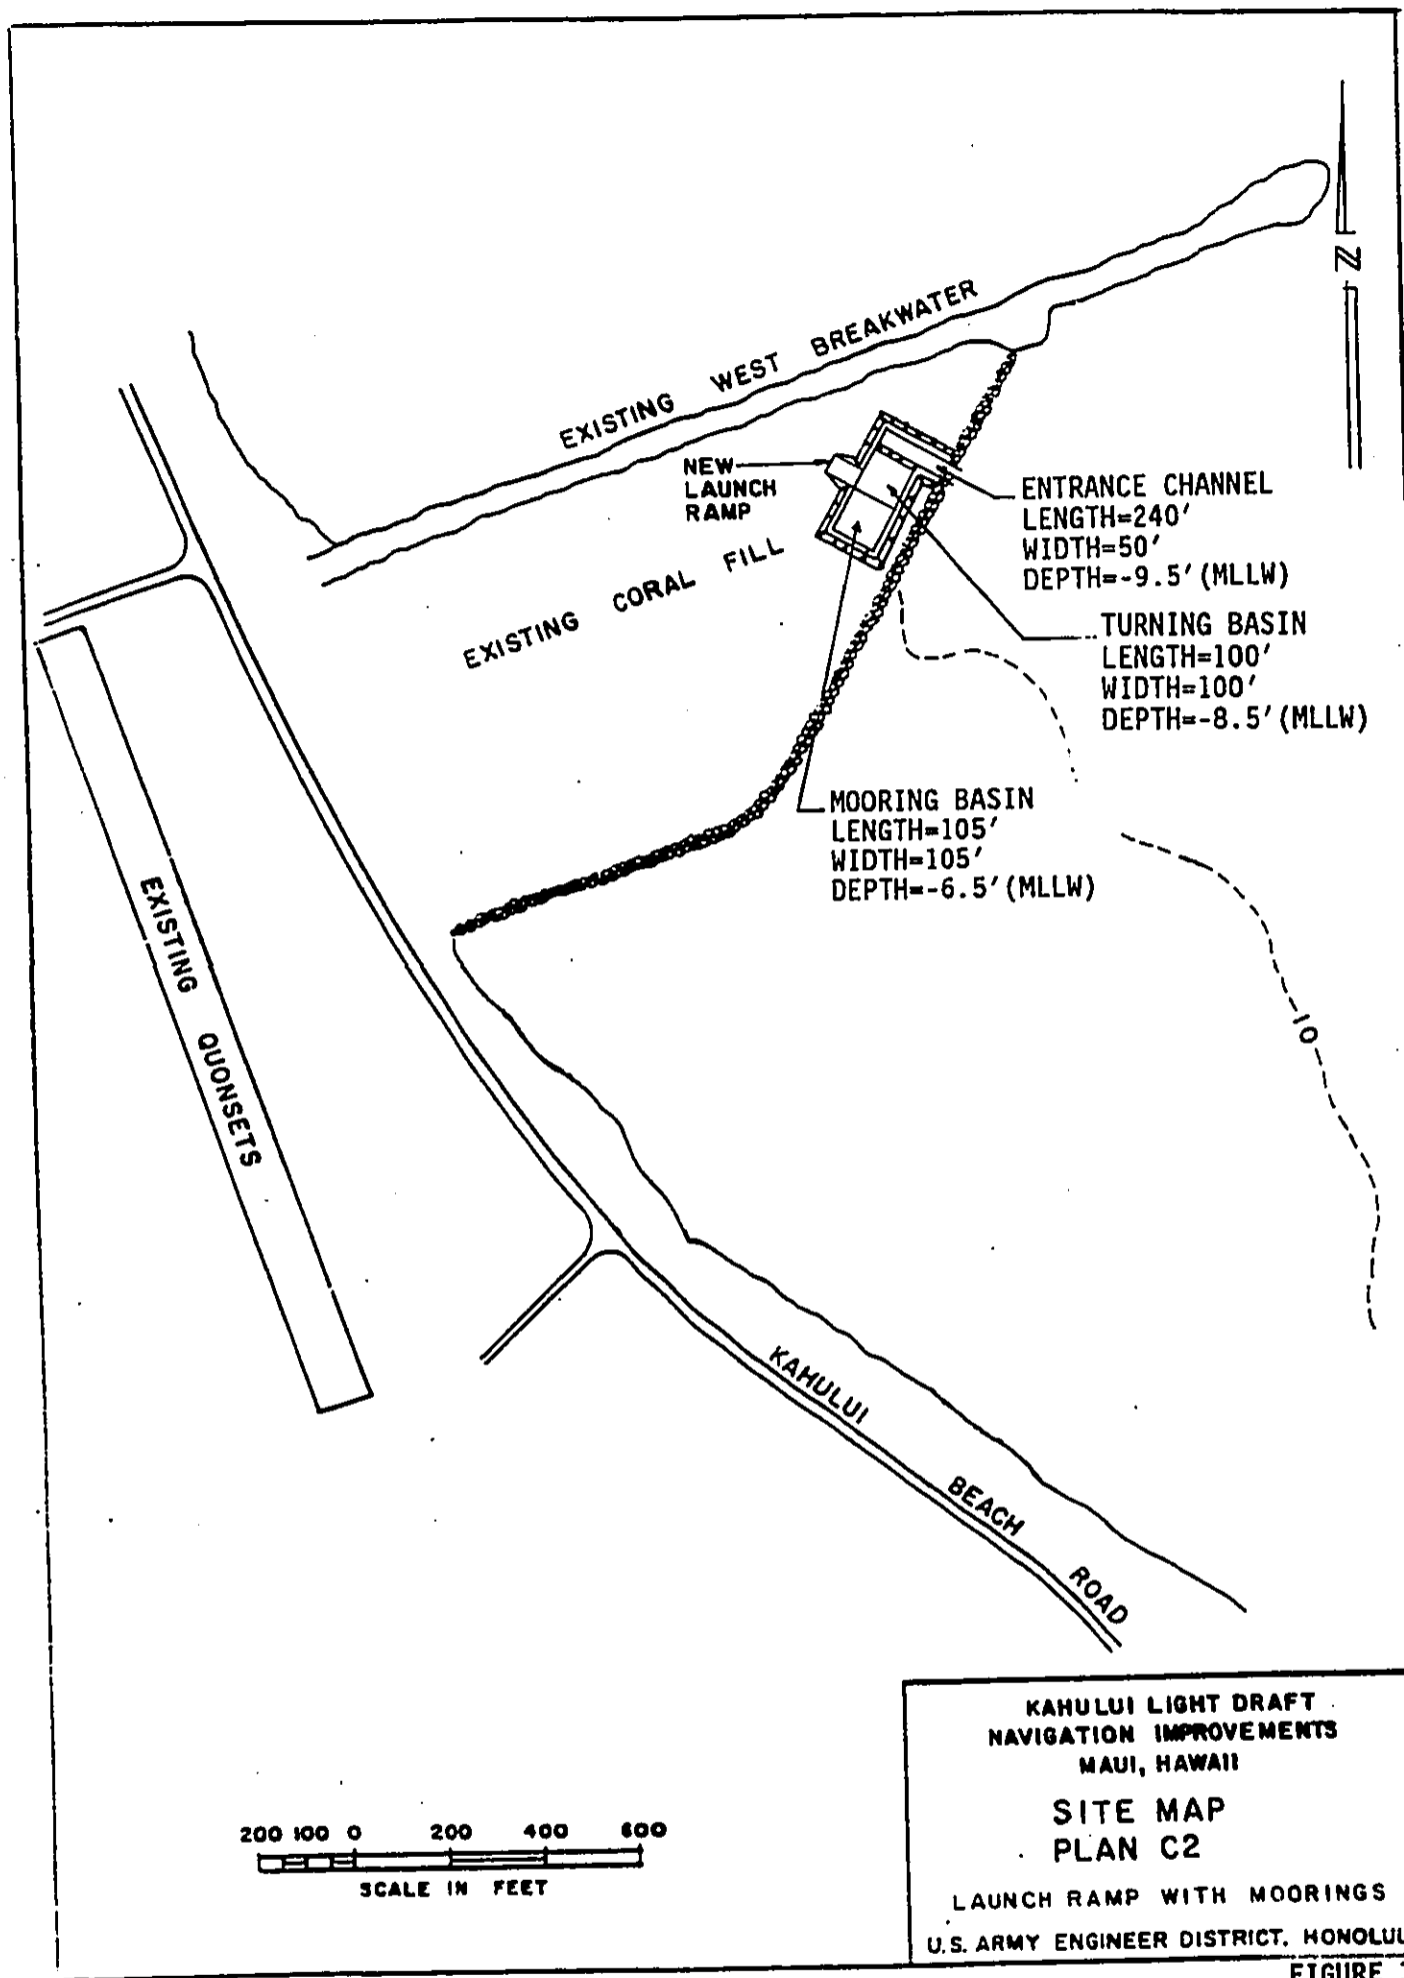 N
EXISTING WEST BREAKWATER
NEW
LAUNCH
RAMP
ENTRANCE CHANNEL
LENGTH=240'
WIDTH=50'
DEPTH=-9.5' (MLLW)
EXISTING CORAL FILL
TURNING BASIN
LENGTH=100'
WIDTH=100'
DEPTH=-8.5' (MLLW)
MOORING BASIN
LENGTH=105'
WIDTH=105'
DEPTH=-6.5' (MLLW)
EXISTING QUONSETS
-10
KAHULUI BEACH ROAD
200 100 0 200 400 600
SCALE IN FEET
KAHULUI LIGHT DRAFT
NAVIGATION IMPROVEMENTS
MAUI, HAWAII
SITE MAP
PLAN C2
LAUNCH RAMP WITH MOORINGS
U.S. ARMY ENGINEER DISTRICT. HONOLUL
FIGURE